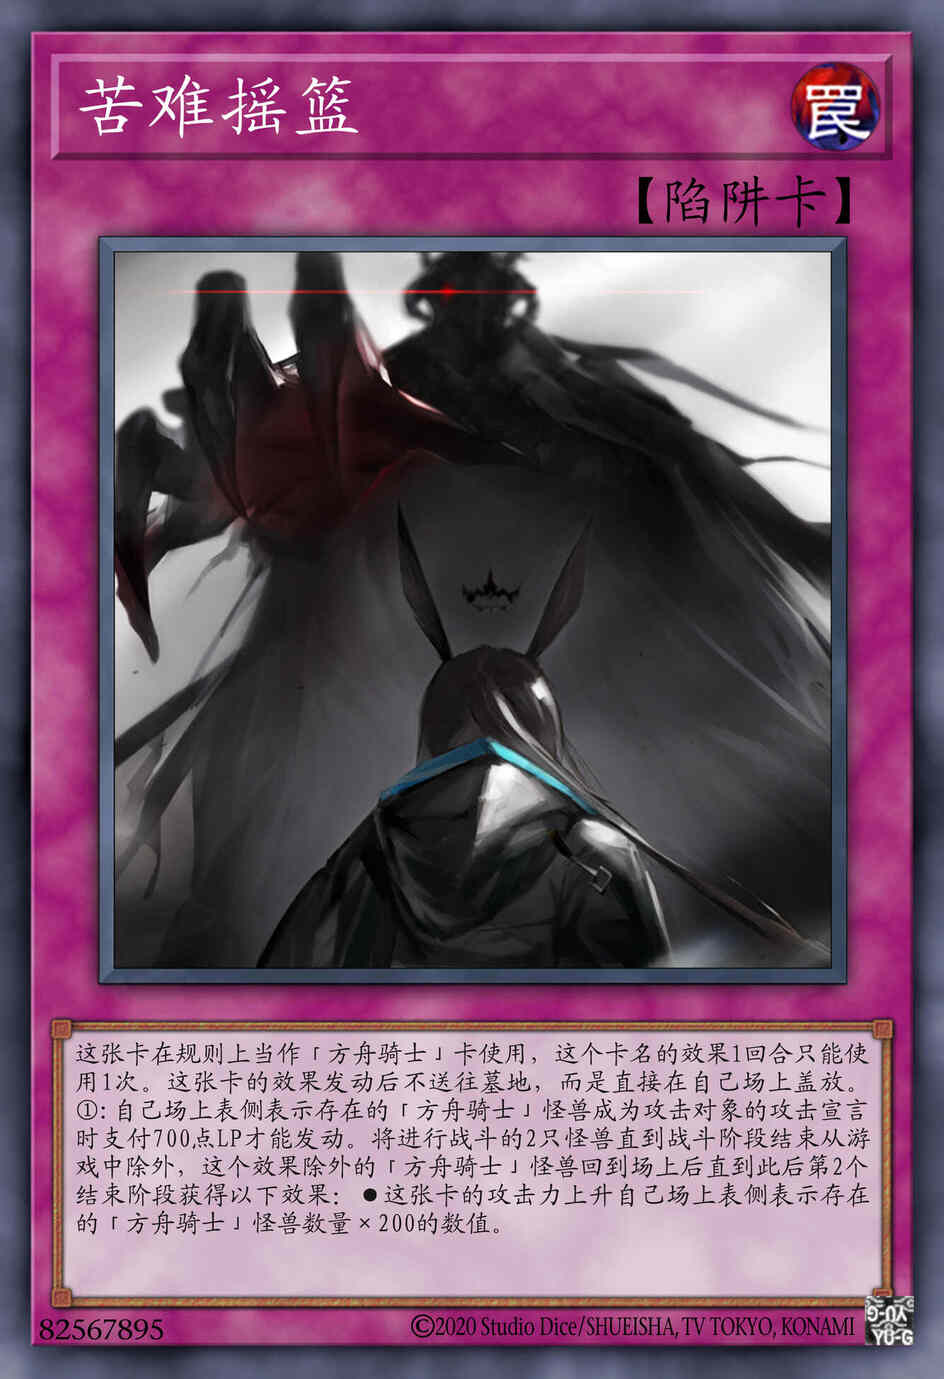 苦难摇篮
罠
【陷阱卡】
这张卡在规则上当作「方舟骑士」卡使用，这个卡名的效果1回合只能使
用1次。这张卡的效果发动后不送往墓地，而是直接在自己场上盖放。
①：自己场上表侧表示存在的「方舟骑士」怪兽成为攻击对象的攻击宣言
时支付700点LP才能发动。将进行战斗的2只怪兽直到战斗阶段结束从游
戏中除外，这个效果除外的「方舟骑士」怪兽回到场上后直到此后第2个
结束阶段获得以下效果：●这张卡的攻击力上升自己场上表侧表示存在
的「方舟骑士」怪兽数量×200的数值。
82567895
©2020 Studio Dice/SHUEISHA, TV TOKYO, KONAMI